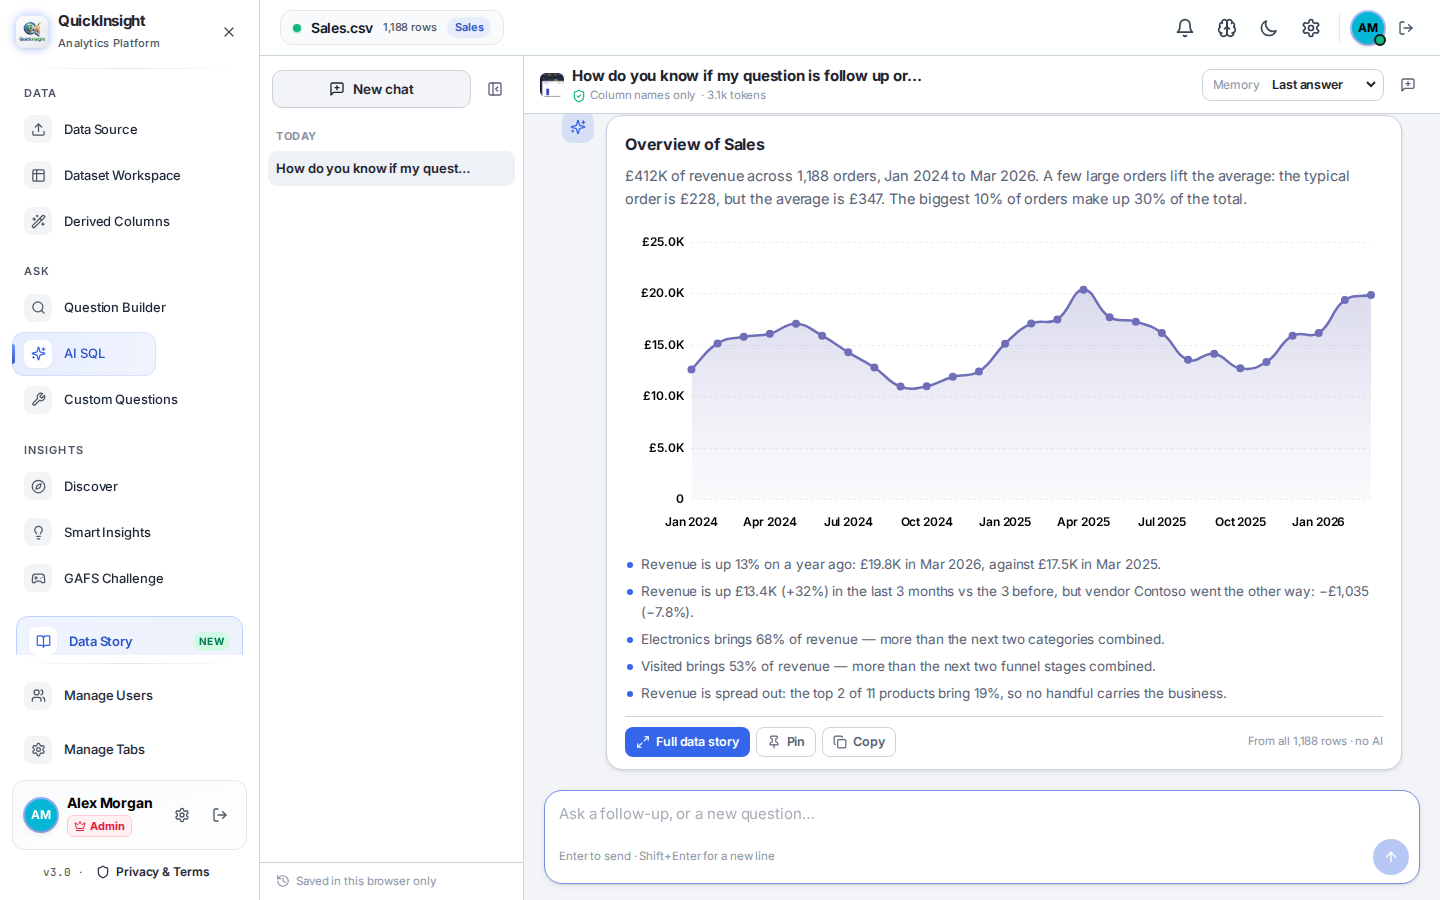 QuickInsight
Analytics Platform
DATA
Data Source
Dataset Workspace
Derived Columns
ASK
Question Builder
AI SQL
Custom Questions
INSIGHTS
Discover
Smart Insights
GAFS Challenge
Data Story NEW
Manage Users
Manage Tabs
AM Alex Morgan
Admin
v3.0 · Privacy & Terms
Sales.csv 1,188 rows Sales
AM
New chat
TODAY
How do you know if my quest...
Saved in this browser only
How do you know if my question is follow up or...
Column names only · 3.1k tokens
Memory Last answer
Overview of Sales
£412K of revenue across 1,188 orders, Jan 2024 to Mar 2026. A few large orders lift the average: the typical
order is £228, but the average is £347. The biggest 10% of orders make up 30% of the total.
£25.0K
£20.0K
£15.0K
£10.0K
£5.0K
0
Jan 2024 Apr 2024 Jul 2024 Oct 2024 Jan 2025 Apr 2025 Jul 2025 Oct 2025 Jan 2026
Revenue is up 13% on a year ago: £19.8K in Mar 2026, against £17.5K in Mar 2025.
Revenue is up £13.4K (+32%) in the last 3 months vs the 3 before, but vendor Contoso went the other way: −£1,035
(−7.8%).
Electronics brings 68% of revenue — more than the next two categories combined.
Visited brings 53% of revenue — more than the next two funnel stages combined.
Revenue is spread out: the top 2 of 11 products bring 19%, so no handful carries the business.
Full data story Pin Copy From all 1,188 rows · no AI
Ask a follow-up, or a new question...
Enter to send · Shift+Enter for a new line